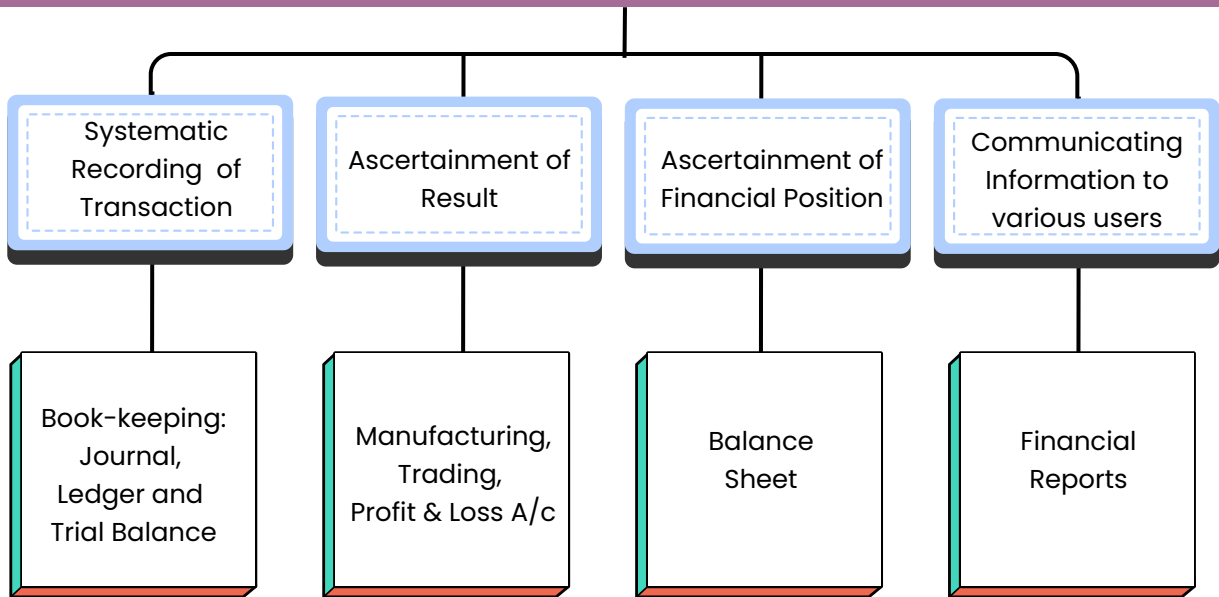 Systematic
Recording of
Transaction
Ascertainment of
Result
Ascertainment of
Financial Position
Communicating
Information to
various users
Book-keeping:
Journal,
Ledger and
Trial Balance
Manufacturing,
Trading,
Profit & Loss A/c
Balance
Sheet
Financial
Reports